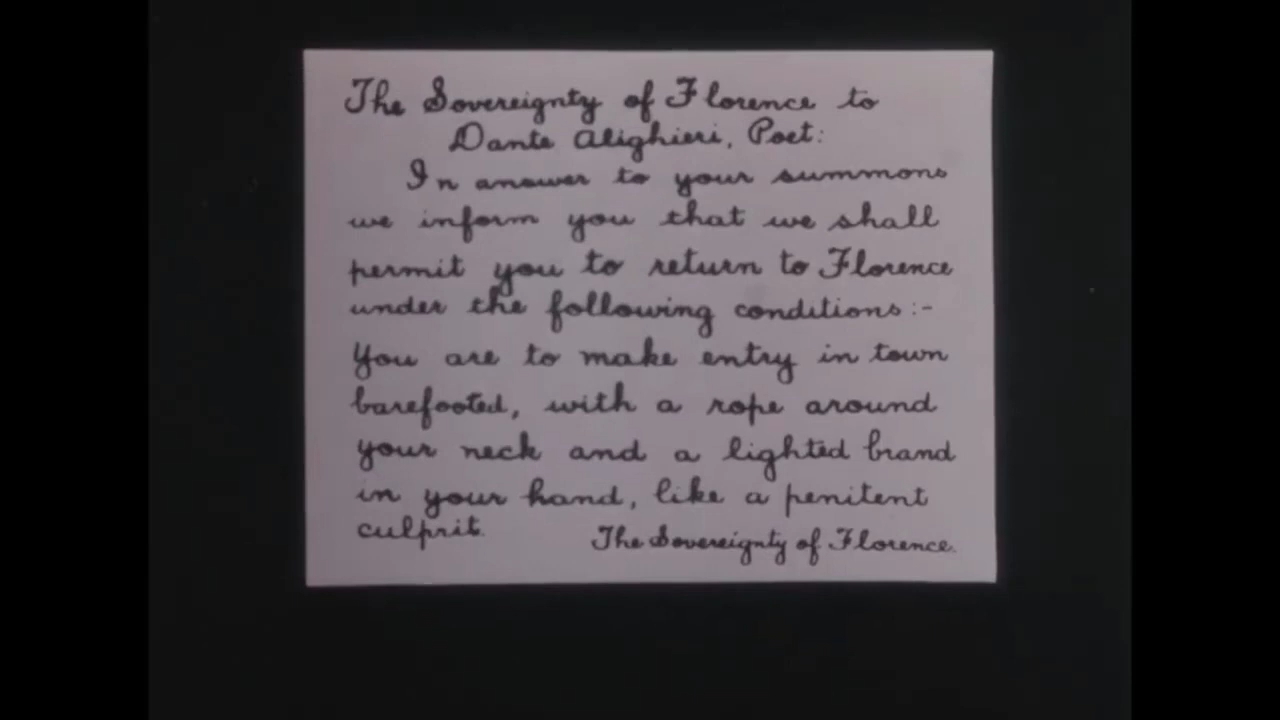 The Sovereignty of Florence to
Dante Alighieri, Poet:
In answer to your summons
we inform you that we shall
permit you to return to Florence
under the following conditions:-
You are to make entry in town
barefooted, with a rope around
your neck and a lighted brand
in your hand, like a penitent
culprit.
The Sovereignty of Florence.